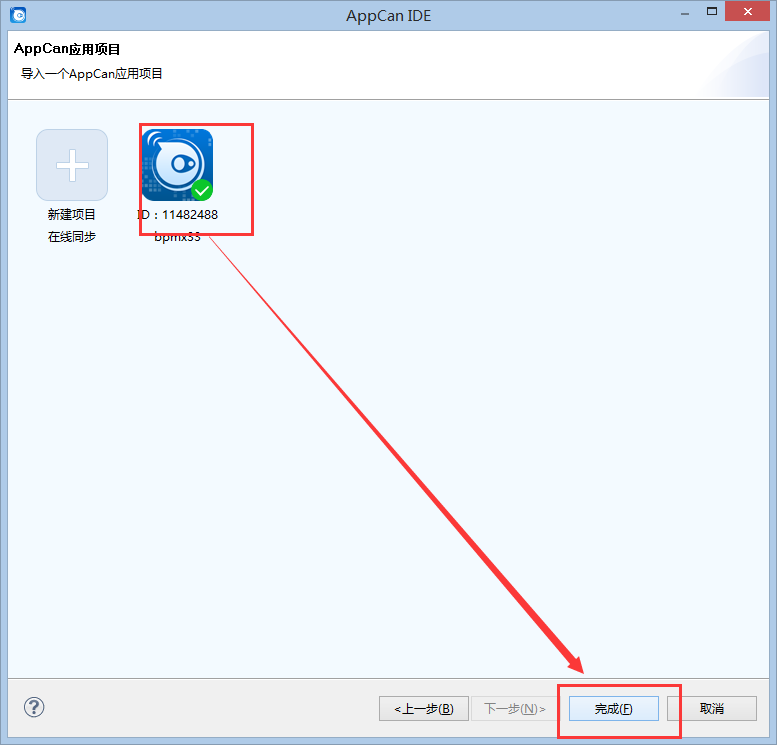 AppCan IDE
AppCan应用项目
导入一个AppCan应用项目
新建项目
在线同步
ID：11482488
bpmx33
<上一步(B)
下一步(N)>
完成(F)
取消